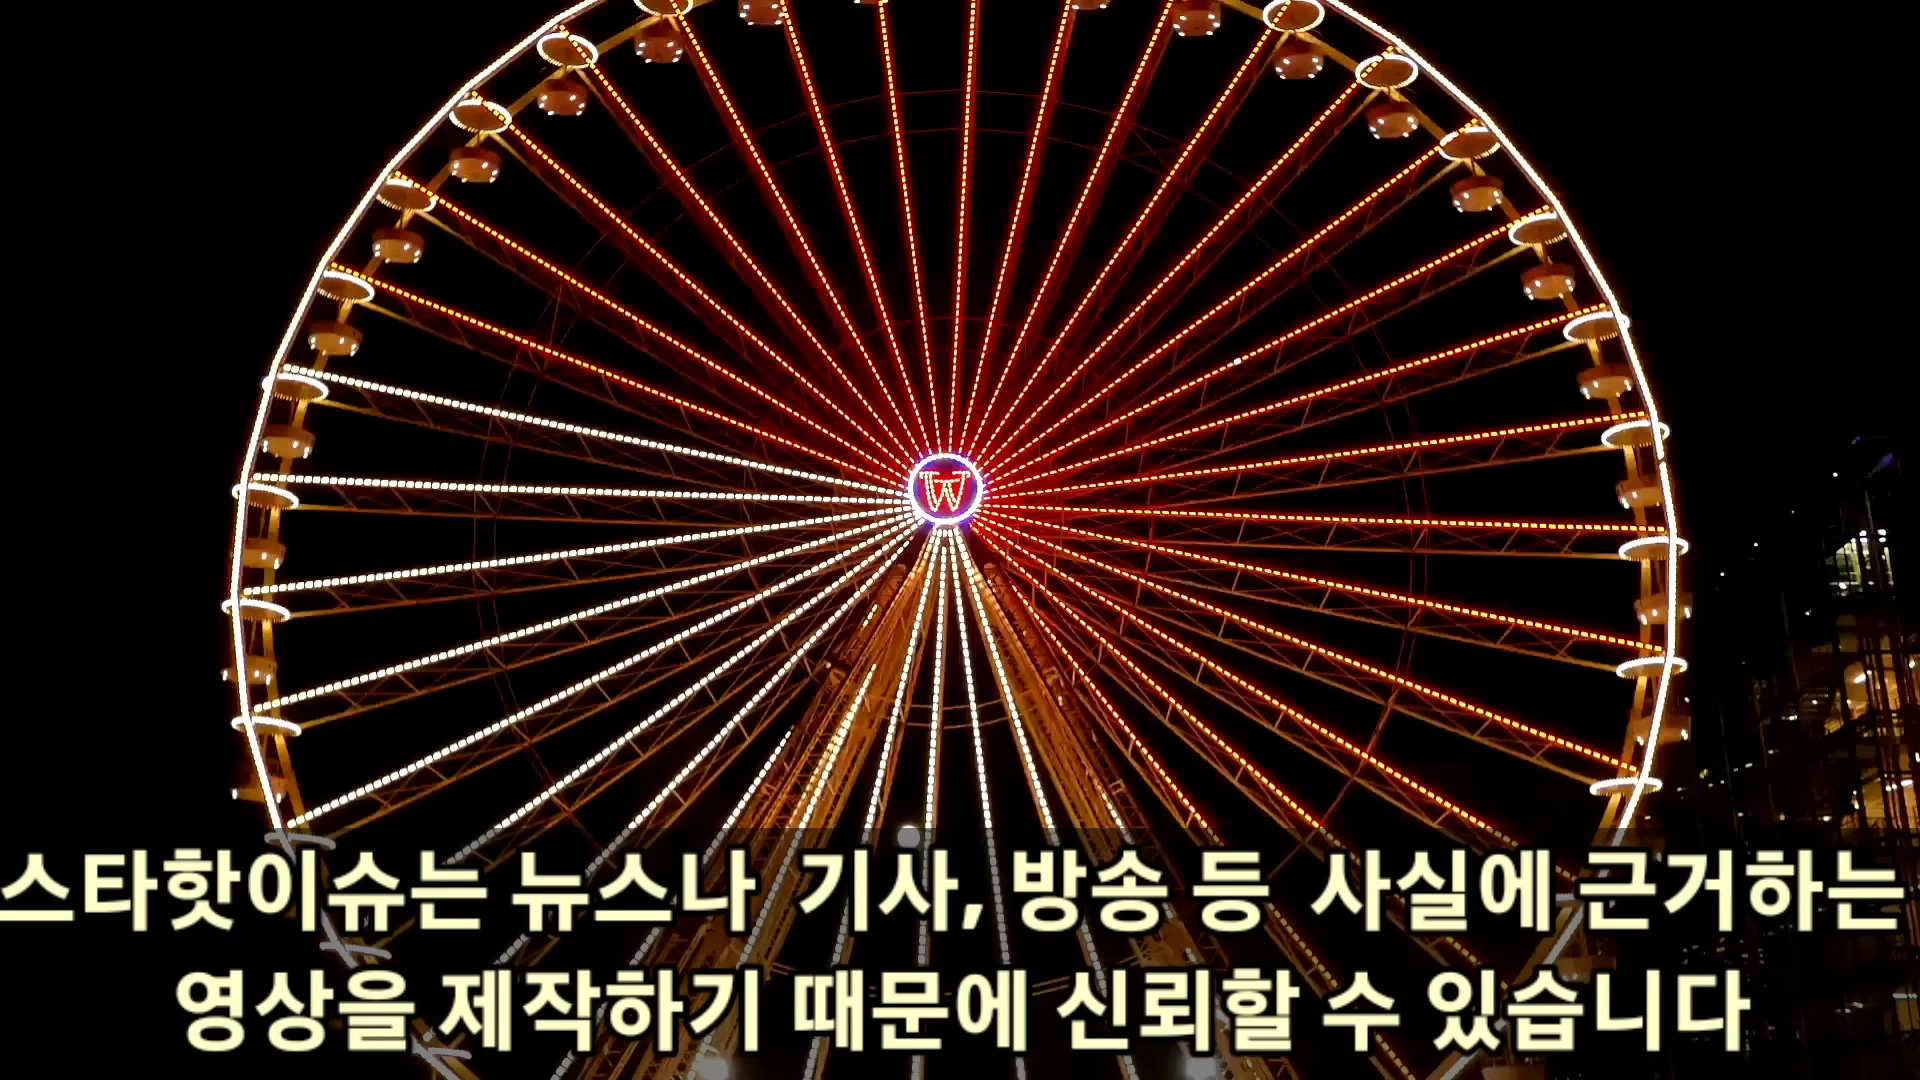 W
스타핫이슈는 뉴스나 기사, 방송 등 사실에 근거하는
영상을 제작하기 때문에 신뢰할 수 있습니다